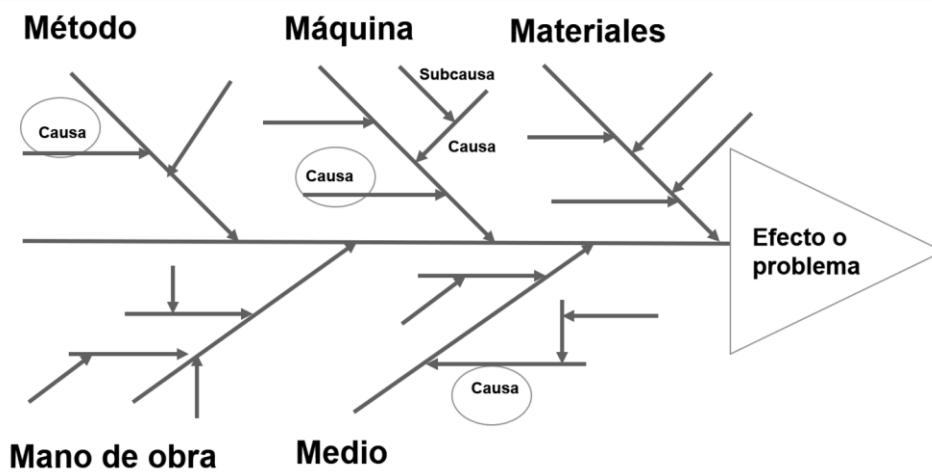 Método
Máquina
Materiales
Subcausa
Causa
Causa
Causa
Efecto o
problema
Causa
Mano de obra
Medio